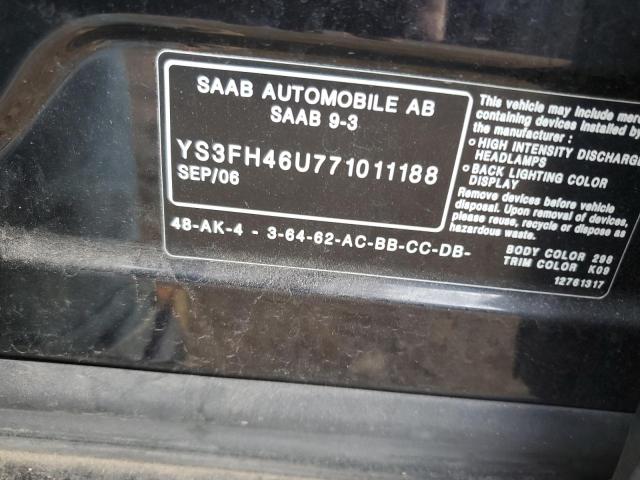 SAAB AUTOMOBILE AB
SAAB 9-3
YS3FH46U771011188
SEP/06
48-AK-4 - 3-64-62-AC-BB-CC-DB-
This vehicle may include mercury
containing devices installed by
the manufacturer :
o HIGH INTENSITY DISCHARGE
HEADLAMPS
o BACK LIGHTING COLOR
DISPLAY
Remove devices before vehicle
disposal. Upon removal of devices,
please reuse, recycle or dispose as
hazardous waste.
BODY COLOR 298
TRIM COLOR K09
12761317